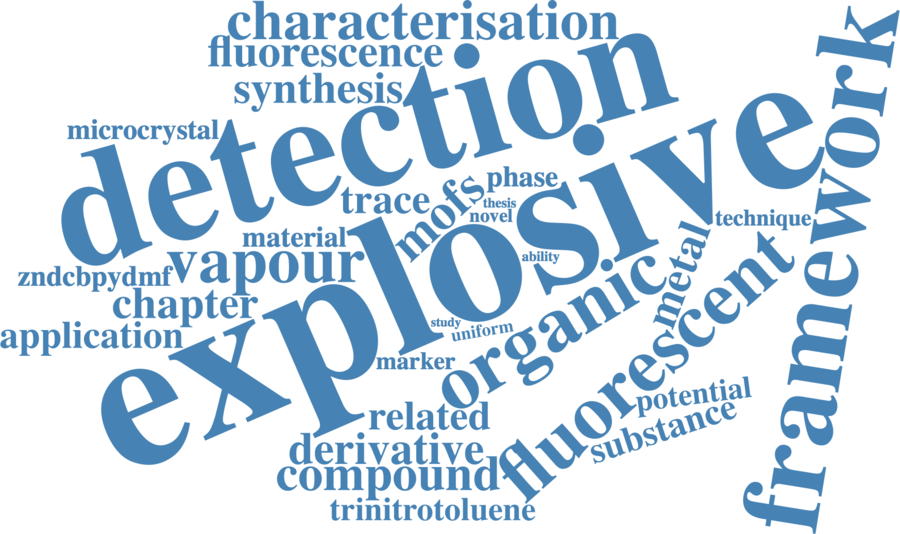 characterisation
fluorescence
synthesis
detection
microcrystal
framework
explosive
phase
trace
mofs
thesis
novel
technique
material
metal
vapour
ability
zndcbpydmf
chapter
organic
study
uniform
application
fluorescent
marker
potential
related
substance
derivative
compound
trinitrotoluene